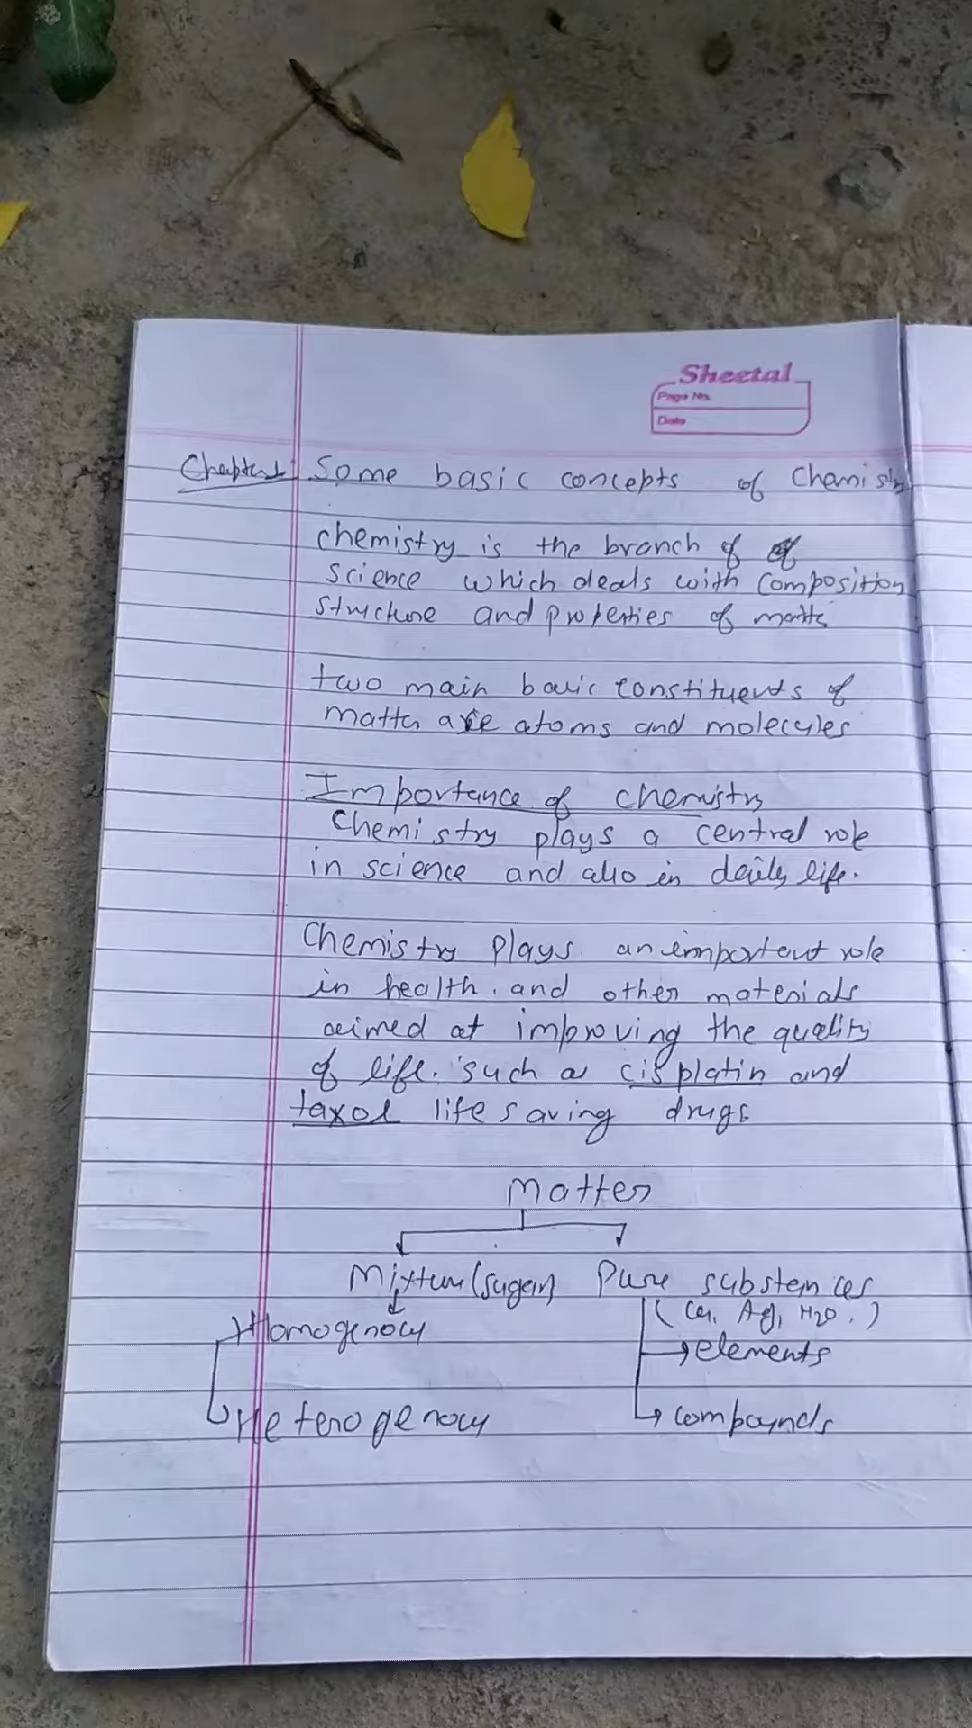 Sheetal
Page No.
Date
Chapter 1 Some basic concepts of Chemistry
chemistry is the branch of of
science which deals with composition
structure and properties of matter
two main basic constituents of
matter are atoms and molecules
Importance of chemistry
Chemistry plays a central role
in science and also in daily life.
Chemistry plays an important role
in health. and other materials
aimed at improving the quality
of life. such as cisplatin and
taxol life saving drugs
Matter
Mixture (sugar) Pure substances
(Cu, Ag, H2O.)
Homogenous
elements
Heterogenous
compounds